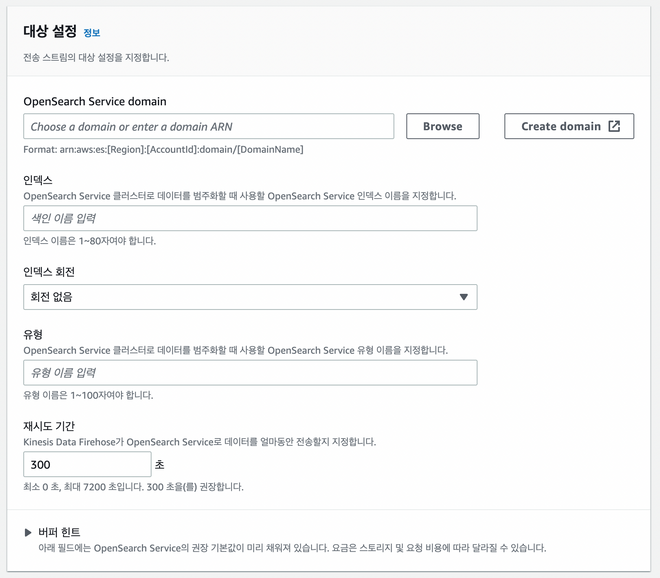 대상 설정 정보
전송 스트림의 대상 설정을 지정합니다.
OpenSearch Service domain
Choose a domain or enter a domain ARN
Browse
Create domain
Format: arn:aws:es:[Region]:[AccountId]:domain/[DomainName]
인덱스
OpenSearch Service 클러스터로 데이터를 범주화할 때 사용할 OpenSearch Service 인덱스 이름을 지정합니다.
색인 이름 입력
인덱스 이름은 1~80자여야 합니다.
인덱스 회전
회전 없음
유형
OpenSearch Service 클러스터로 데이터를 범주화할 때 사용할 OpenSearch Service 유형 이름을 지정합니다.
유형 이름 입력
유형 이름은 1~100자여야 합니다.
재시도 기간
Kinesis Data Firehose가 OpenSearch Service로 데이터를 얼마동안 전송할지 지정합니다.
300 초
최소 0 초, 최대 7200 초입니다. 300 초을(를) 권장합니다.
버퍼 힌트
아래 필드에는 OpenSearch Service의 권장 기본값이 미리 채워져 있습니다. 요금은 스토리지 및 요청 비용에 따라 달라질 수 있습니다.